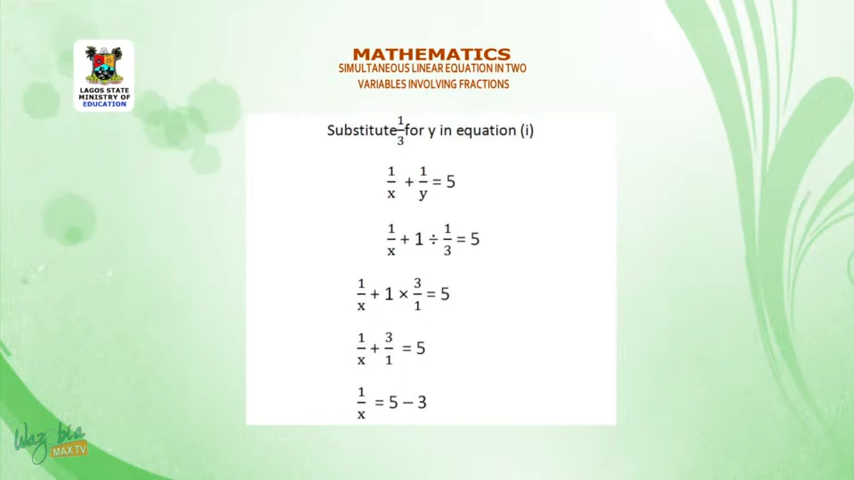 LAGOS STATE
MINISTRY OF
EDUCATION
MATHEMATICS
SIMULTANEOUS LINEAR EQUATION IN TWO
VARIABLES INVOLVING FRACTIONS
Substitute 1/3 for y in equation (i)
1/x + 1/y = 5
1/x + 1 ÷ 1/3 = 5
1/x + 1 × 3/1 = 5
1/x + 3/1 = 5
1/x = 5 – 3
Wazobia
MAX TV